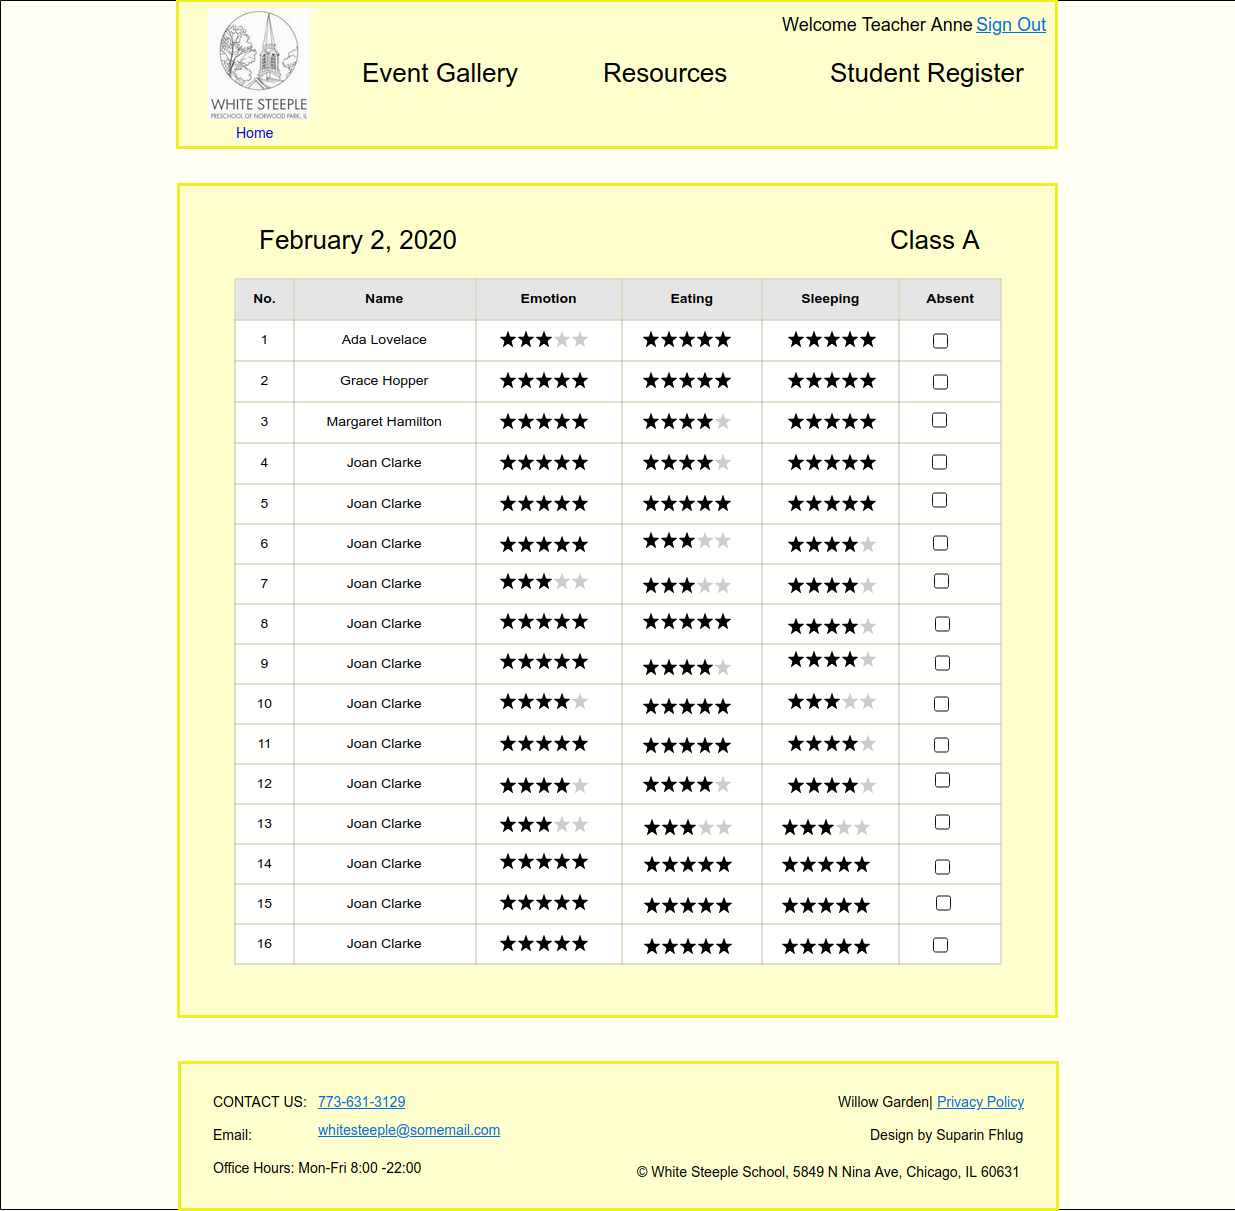 Welcome Teacher Anne Sign Out
Event Gallery Resources Student Register
WHITE STEEPLE
PRESCHOOL OF NORWOOD PARK, IL
Home
February 2, 2020 Class A
No. Name Emotion Eating Sleeping Absent
1 Ada Lovelace
2 Grace Hopper
3 Margaret Hamilton
4 Joan Clarke
5 Joan Clarke
6 Joan Clarke
7 Joan Clarke
8 Joan Clarke
9 Joan Clarke
10 Joan Clarke
11 Joan Clarke
12 Joan Clarke
13 Joan Clarke
14 Joan Clarke
15 Joan Clarke
16 Joan Clarke
CONTACT US: 773-631-3129 Willow Garden| Privacy Policy
Email: whitesteeple@somemail.com Design by Suparin Fhlug
Office Hours: Mon-Fri 8:00 -22:00 © White Steeple School, 5849 N Nina Ave, Chicago, IL 60631